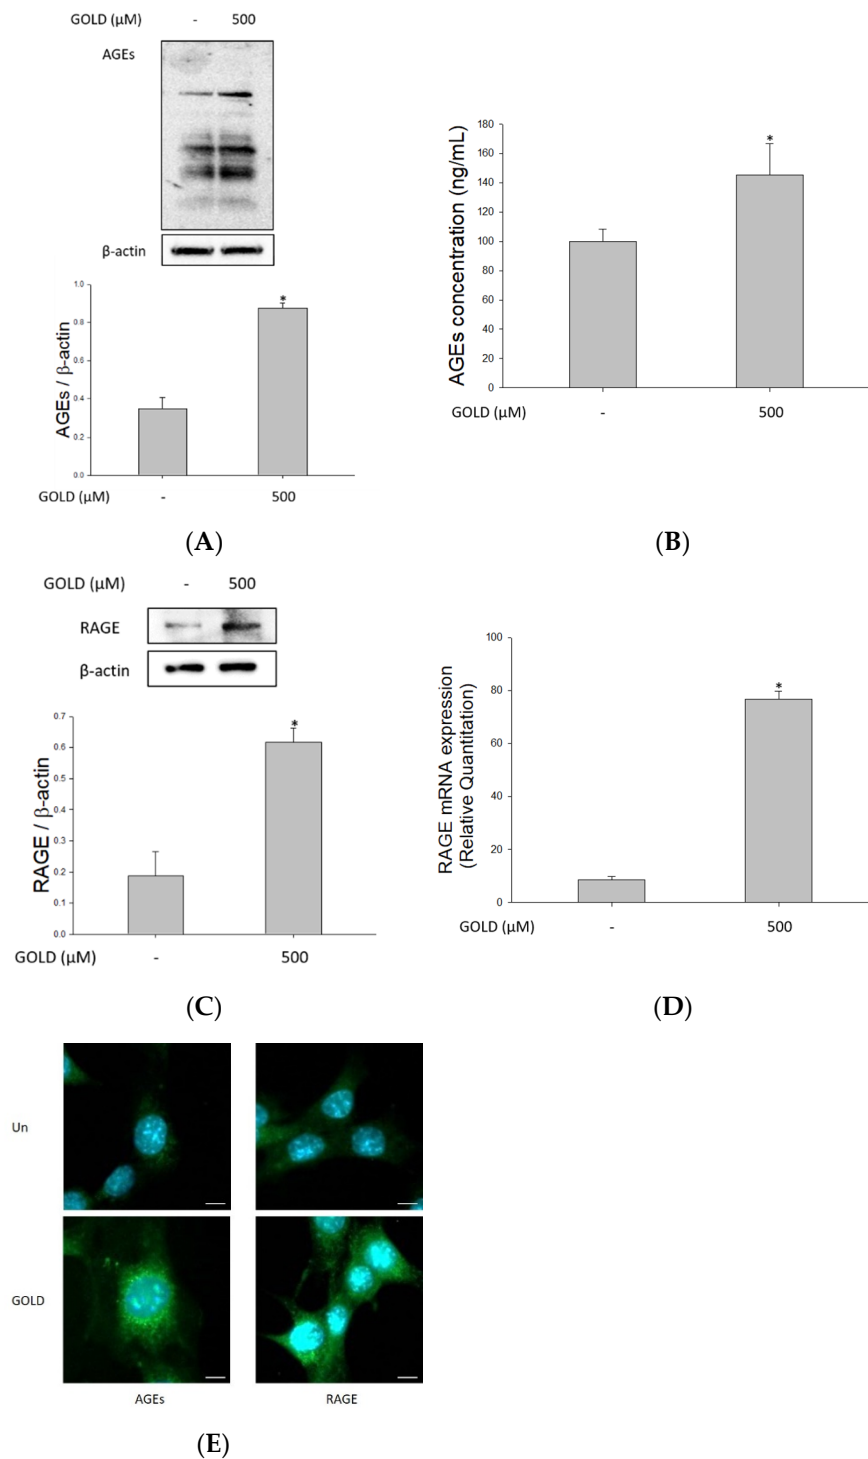 GOLD (µM) - 500
AGEs
β-actin
1.0
0.8
0.6
0.4
0.2
0.0
AGEs / β-actin
*
GOLD (µM) - 500
(A)
180
160
140
120
100
80
60
40
20
0
AGEs concentration (ng/mL)
*
GOLD (µM) - 500
(B)
GOLD (µM) - 500
RAGE
β-actin
0.7
0.6
0.5
0.4
0.3
0.2
0.1
0.0
RAGE / β-actin
*
GOLD (µM) - 500
(C)
100
80
60
40
20
0
RAGE mRNA expression
(Relative Quantitation)
*
GOLD (µM) - 500
(D)
Un
GOLD
AGEs RAGE
(E)